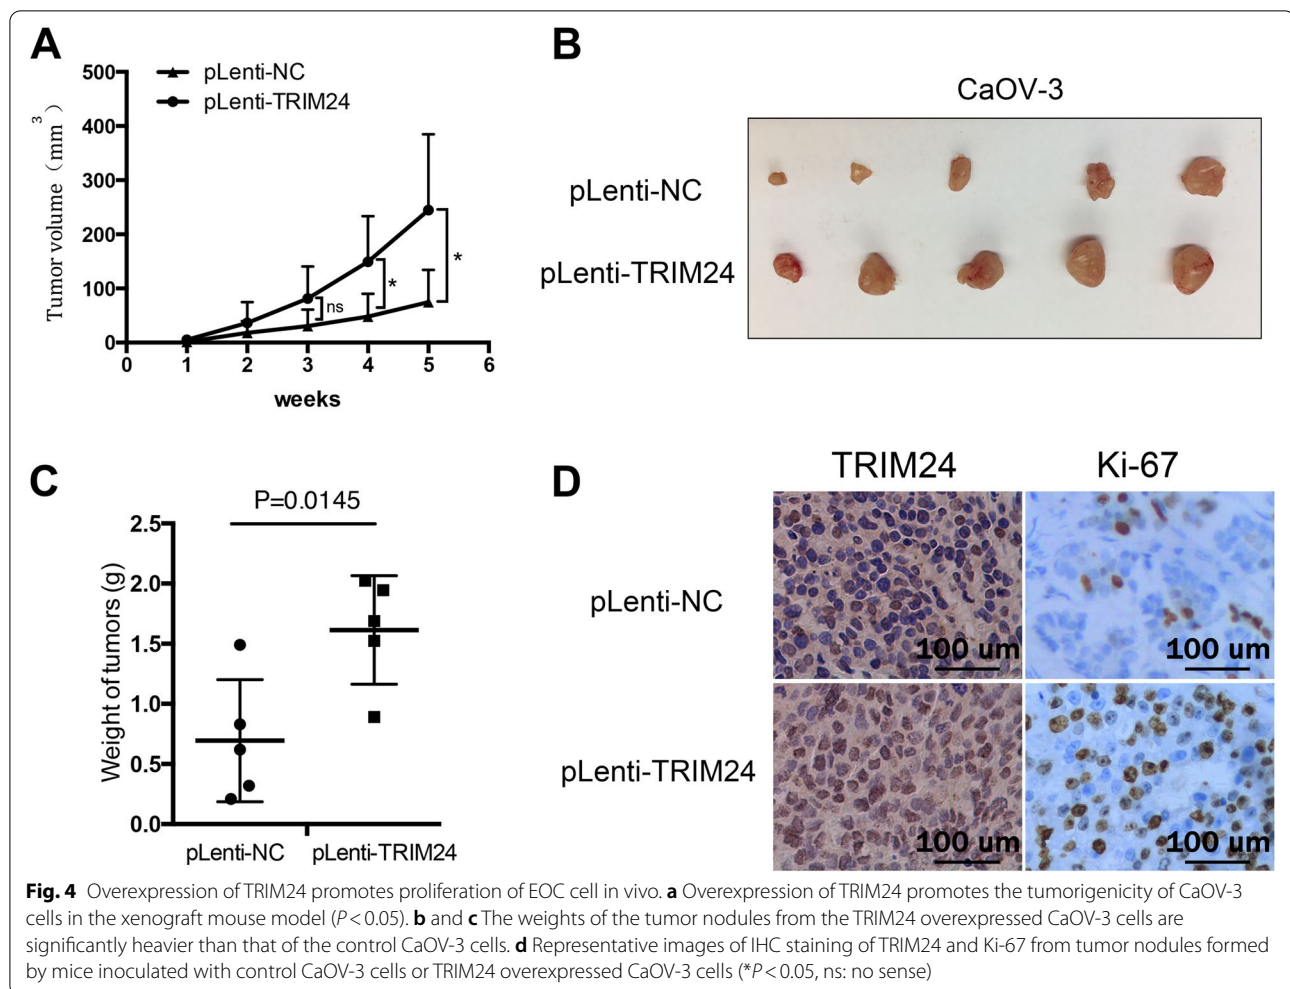 A
pLenti-NC
pLenti-TRIM24
500
400
300
200
100
0
Tumor volume (mm3)
0 1 2 3 4 5 6
weeks
ns
*
*
B
CaOV-3
pLenti-NC
pLenti-TRIM24
C
P=0.0145
2.5
2.0
1.5
1.0
0.5
0.0
Weight of tumors (g)
pLenti-NC pLenti-TRIM24
D
TRIM24 Ki-67
pLenti-NC
100 um 100 um
pLenti-TRIM24
100 um 100 um
Fig. 4 Overexpression of TRIM24 promotes proliferation of EOC cell in vivo. a Overexpression of TRIM24 promotes the tumorigenicity of CaOV-3
cells in the xenograft mouse model (P < 0.05). b and c The weights of the tumor nodules from the TRIM24 overexpressed CaOV-3 cells are
significantly heavier than that of the control CaOV-3 cells. d Representative images of IHC staining of TRIM24 and Ki-67 from tumor nodules formed
by mice inoculated with control CaOV-3 cells or TRIM24 overexpressed CaOV-3 cells (*P < 0.05, ns: no sense)